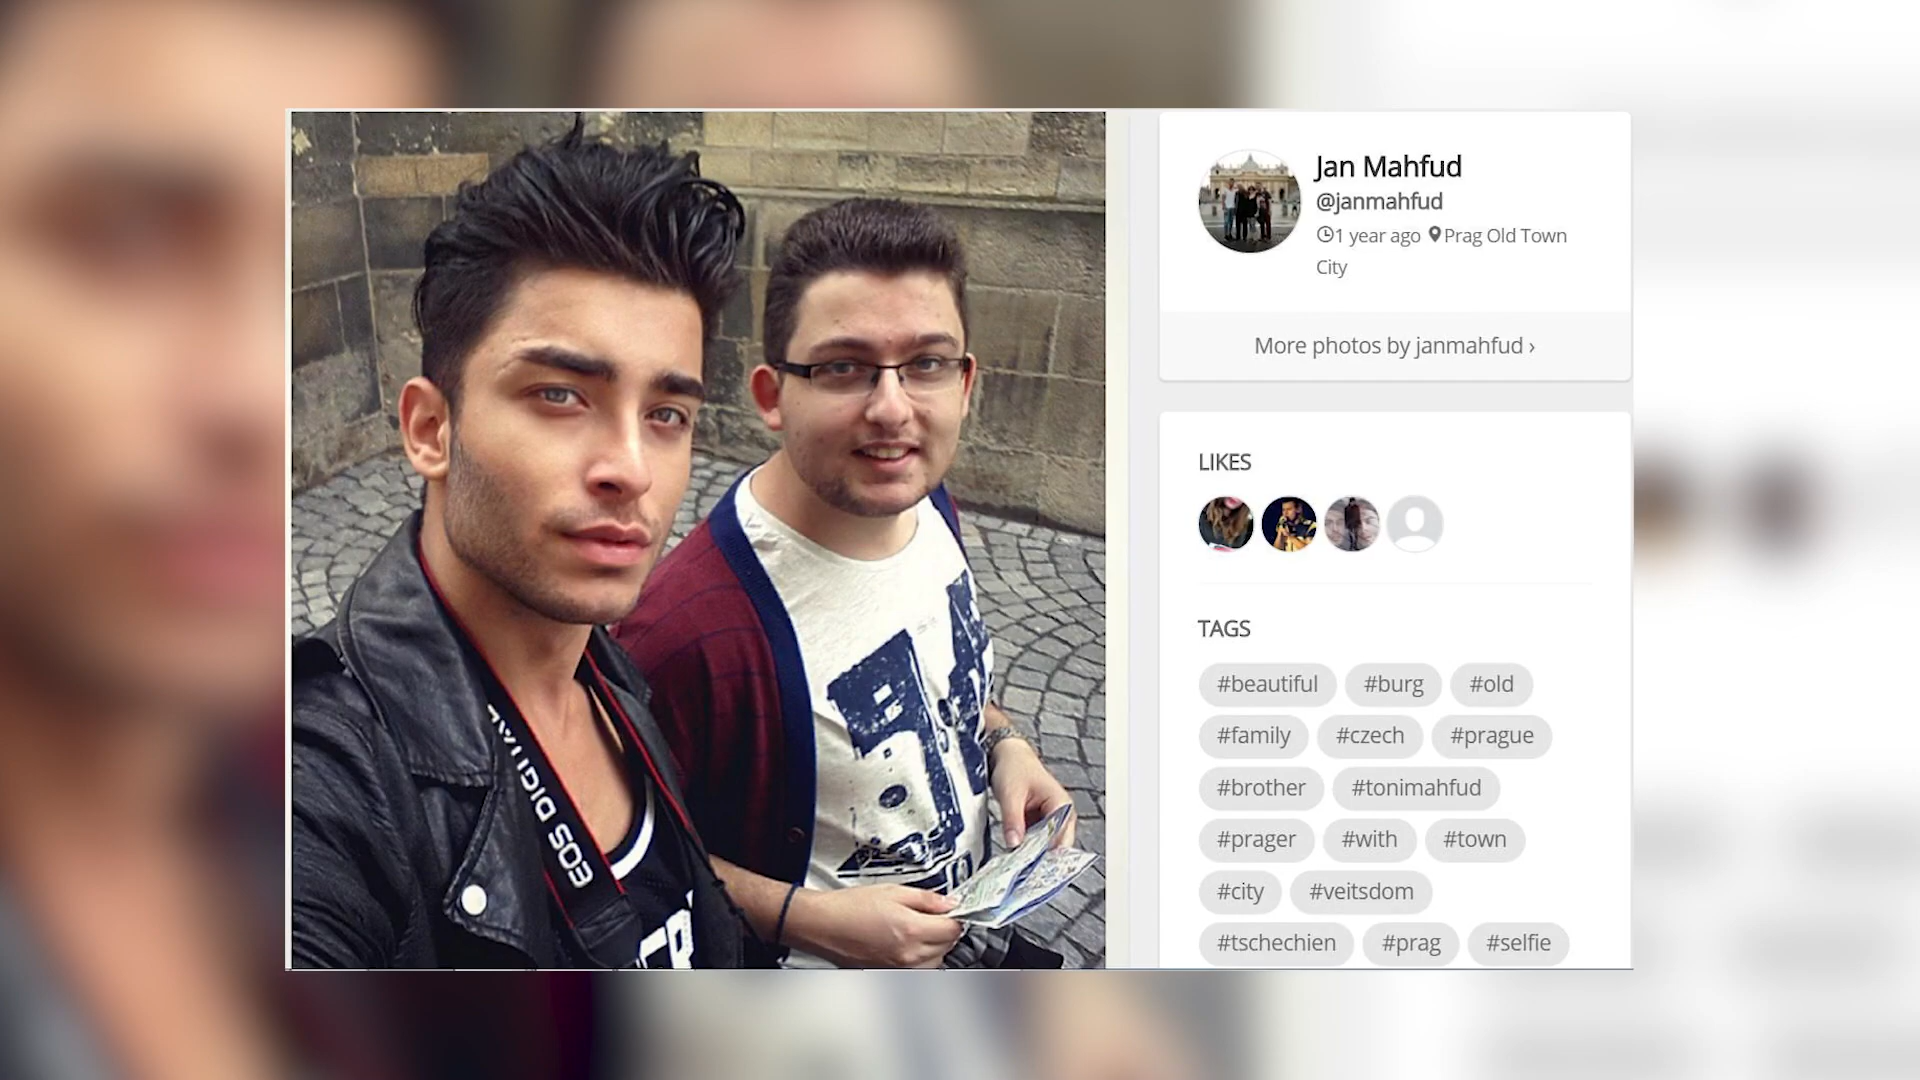 Jan Mahfud
@janmahfud
1 year ago Prag Old Town
City
More photos by janmahfud ›
LIKES
TAGS
#beautiful #burg #old
#family #czech #prague
#brother #tonimahfud
#prager #with #town
#city #veitsdom
#tschechien #prag #selfie
EOS DIGITAL